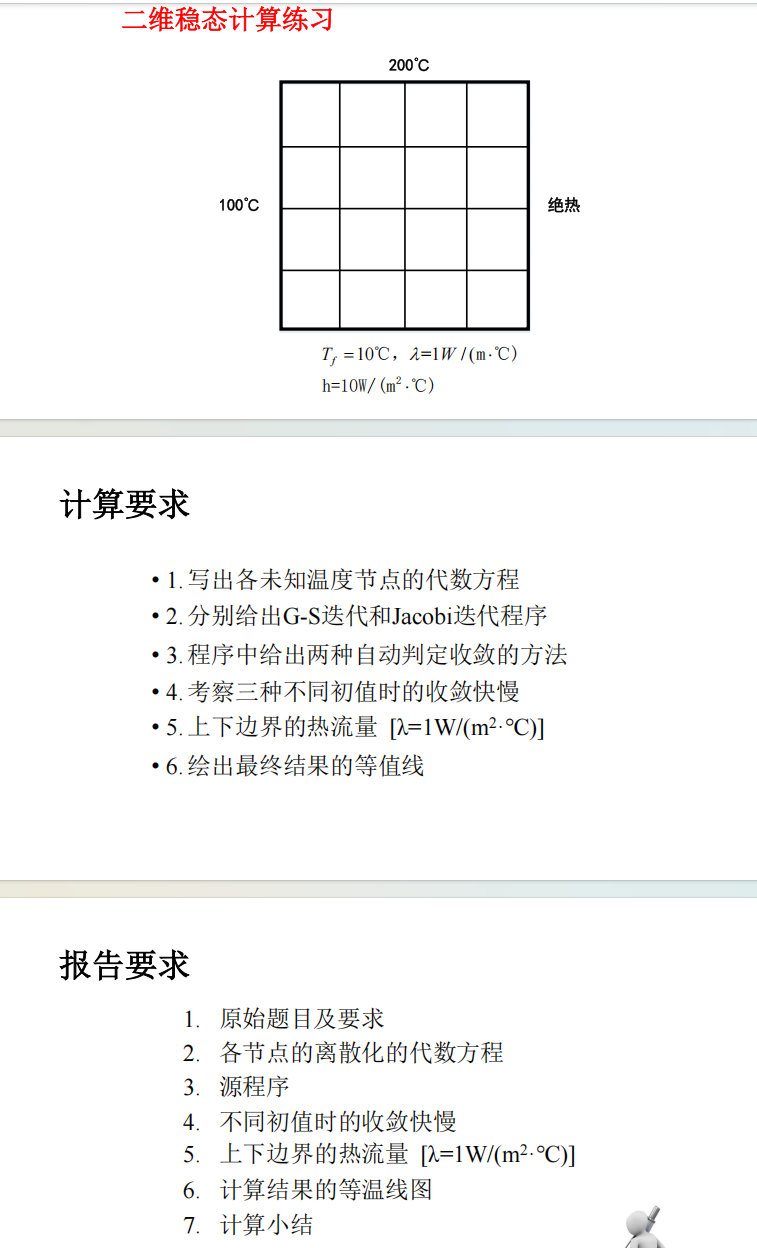 二维稳态计算练习
200℃
100℃
绝热
T_f =10℃，λ=1W/(m·℃)
h=10W/(m²·℃)
计算要求
• 1. 写出各未知温度节点的代数方程
• 2. 分别给出G-S迭代和Jacobi迭代程序
• 3. 程序中给出两种自动判定收敛的方法
• 4. 考察三种不同初值时的收敛快慢
• 5. 上下边界的热流量 [λ=1W/(m²·℃)]
• 6. 绘出最终结果的等值线
报告要求
1. 原始题目及要求
2. 各节点的离散化的代数方程
3. 源程序
4. 不同初值时的收敛快慢
5. 上下边界的热流量 [λ=1W/(m²·℃)]
6. 计算结果的等温线图
7. 计算小结